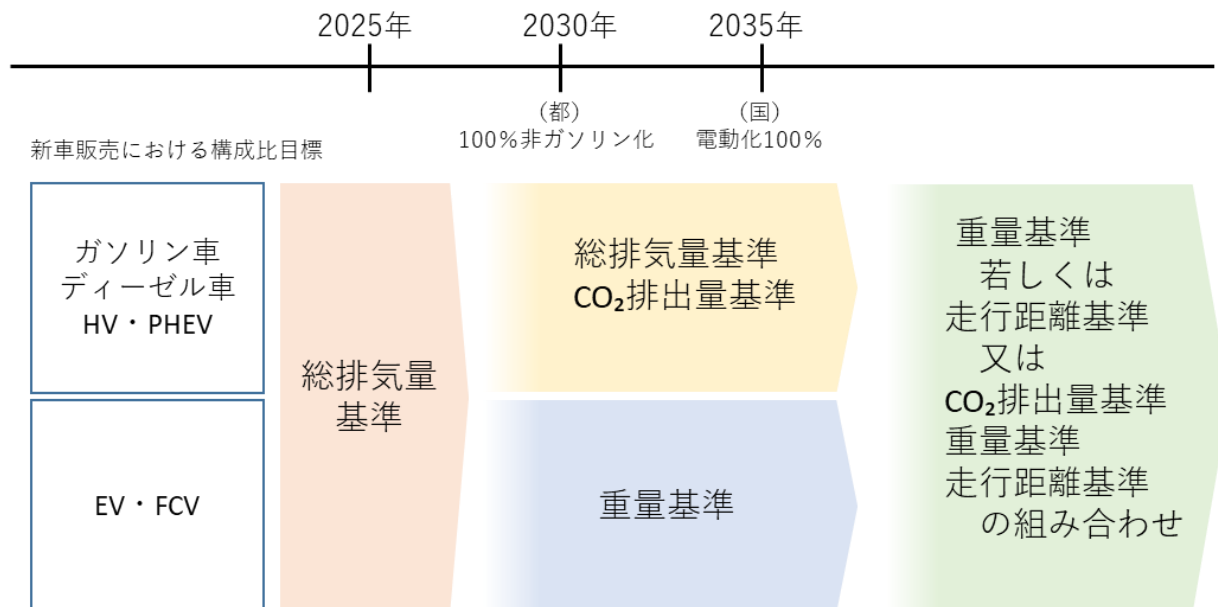 2025年
2030年
2035年
（都）
100％非ガソリン化
（国）
電動化100％
新車販売における構成比目標
ガソリン車
ディーゼル車
HV・PHEV
EV・FCV
総排気量
基準
総排気量基準
CO₂排出量基準
重量基準
重量基準
若しくは
走行距離基準
又は
CO₂排出量基準
重量基準
走行距離基準
の組み合わせ